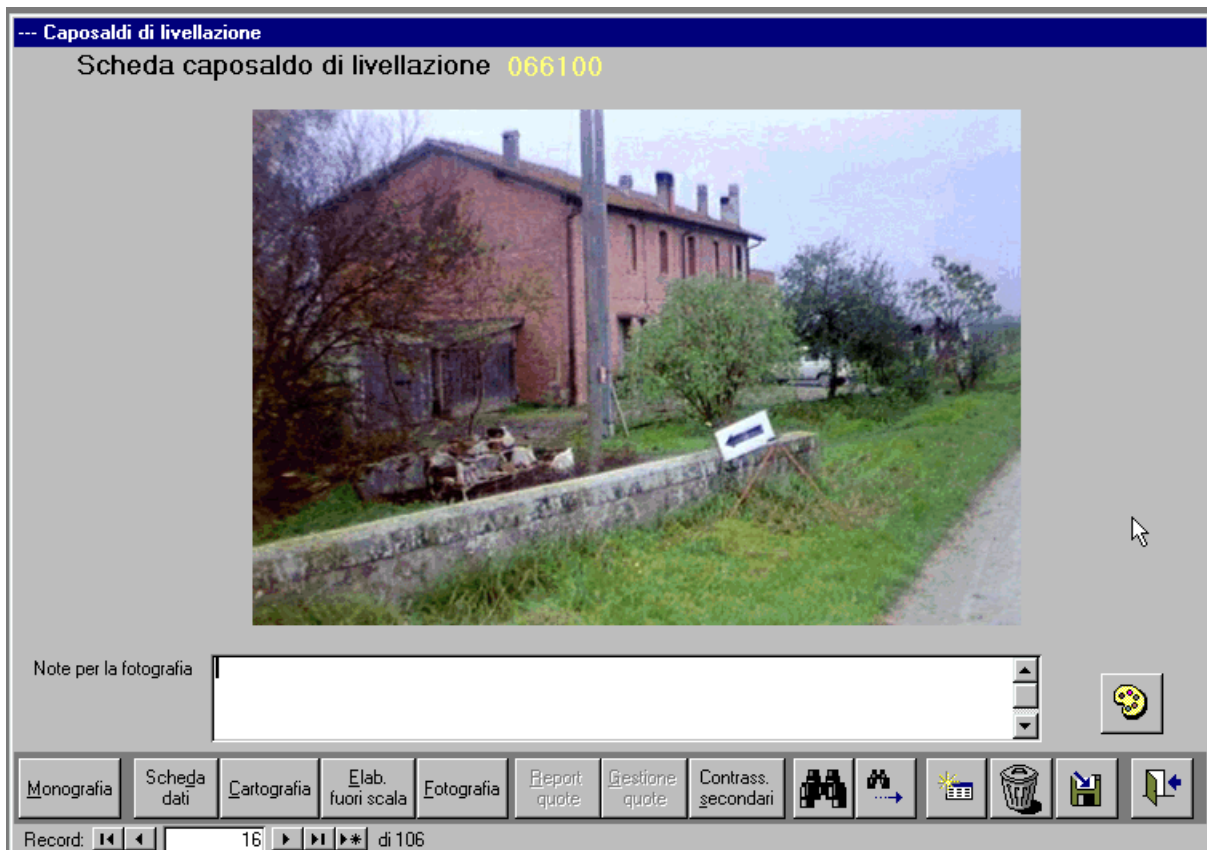 --- Caposaldi di livellazione
Scheda caposaldo di livellazione 066100
Note per la fotografia
Monografia
Scheda
dati
Cartografia
Elab.
fuori scala
Fotografia
Report
quote
Gestione
quote
Contrass.
secondari
Record: 16 di 106